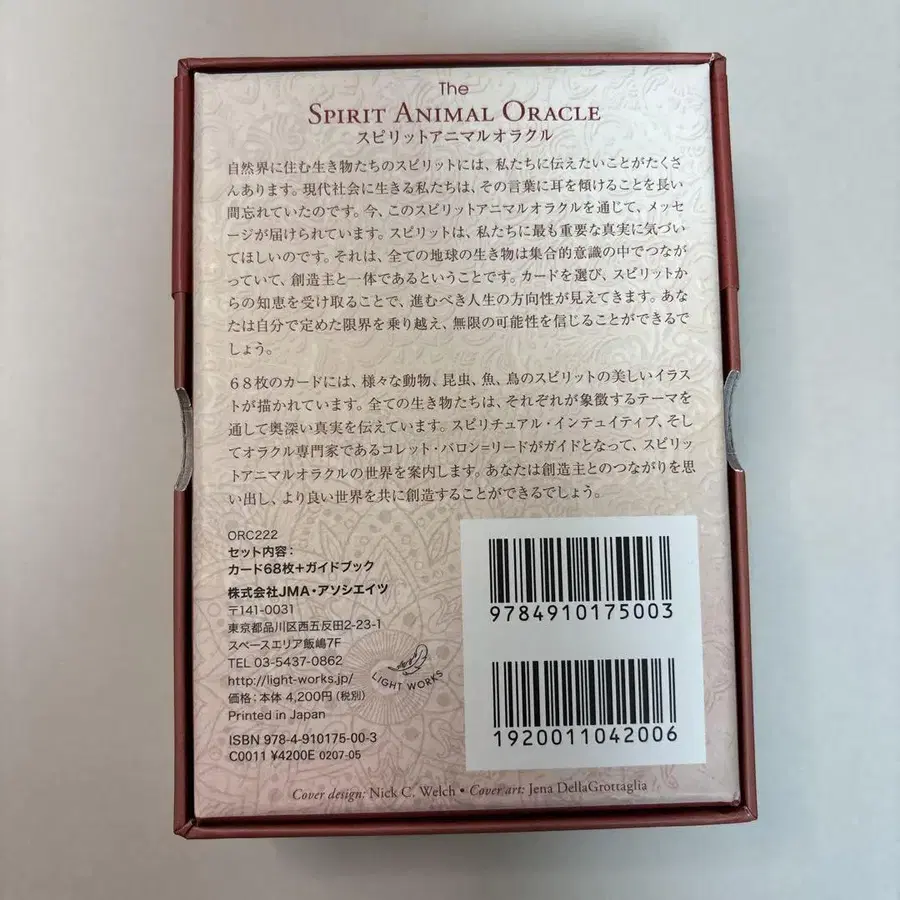 The
SPIRIT ANIMAL ORACLE
スピリットアニマルオラクル
自然界に住む生き物たちのスピリットには、私たちに伝えたいことがたくさ
んあります。現代社会に生きる私たちは、その言葉に耳を傾けることを長い
間忘れていたのです。今、このスピリットアニマルオラクルを通じて、メッセ
ージが届けられています。スピリットは、私たちに最も重要な真実に気づい
てほしいのです。それは、全ての地球の生き物は集合的意識の中でつなが
っていて、創造主と一体であるということです。カードを選び、スピリットか
らの知恵を受け取ることで、進むべき人生の方向性が見えてきます。あな
たは自分で定めた限界を乗り越え、無限の可能性を信じることができるで
しょう。
68枚のカードには、様々な動物、昆虫、魚、鳥のスピリットの美しいイラス
トが描かれています。全ての生き物たちは、それぞれが象徴するテーマを
通して奥深い真実を伝えています。スピリチュアル・インテュイティブ、そし
てオラクル専門家であるコレット・バロン=リードがガイドとなって、スピリッ
トアニマルオラクルの世界を案内します。あなたは創造主とのつながりを思
い出し、より良い世界を共に創造することができるでしょう。
ORC222
セット内容:
カード68枚+ガイドブック
株式会社JMA・アソシエイツ
〒141-0031
東京都品川区西五反田2-23-1
スペースエリア飯嶋7F
TEL 03-5437-0862
http://light-works.jp/
価格:本体 4,200円(税別)
Printed in Japan
ISBN 978-4-910175-00-3
C0011 ¥4200E 0207-05
LIGHT WORKS
9784910175003
1920011042006
Cover design: Nick C. Welch • Cover art: Jena DellaGrottaglia